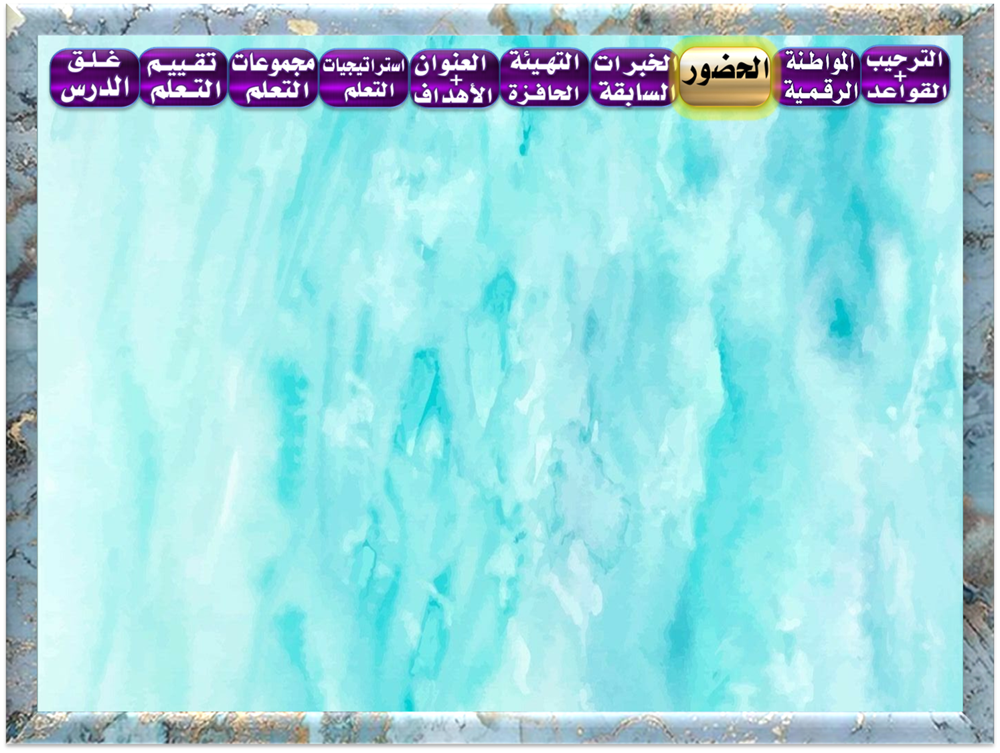 الترحيب
+
القواعد
المواطنة
الرقمية
الحضور
الخبرات
السابقة
التهيئة
الحافزة
العنوان
+
الأهداف
استراتيجيات
التعلم
مجموعات
التعلم
تقييم
التعلم
غلق
الدرس